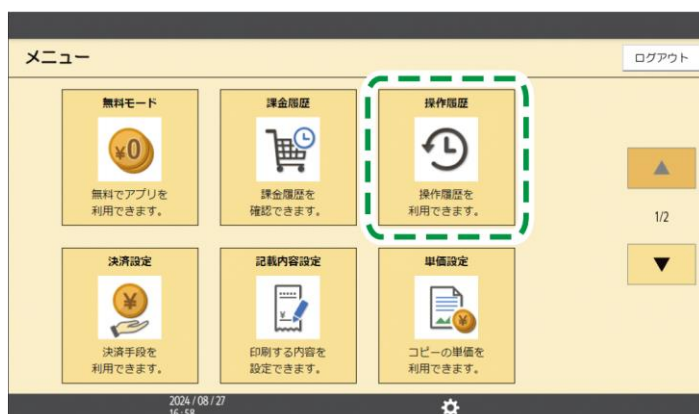 メニュー
ログアウト
無料モード
課金履歴
操作履歴
¥0
無料でアプリを
利用できます。
課金履歴を
確認できます。
操作履歴を
利用できます。
▲
1/2
▼
決済設定
記載内容設定
単価設定
¥
¥
¥
決済手段を
利用できます。
印刷する内容を
設定できます。
コピーの単価を
利用できます。
2024 / 08 / 27
16 : 58